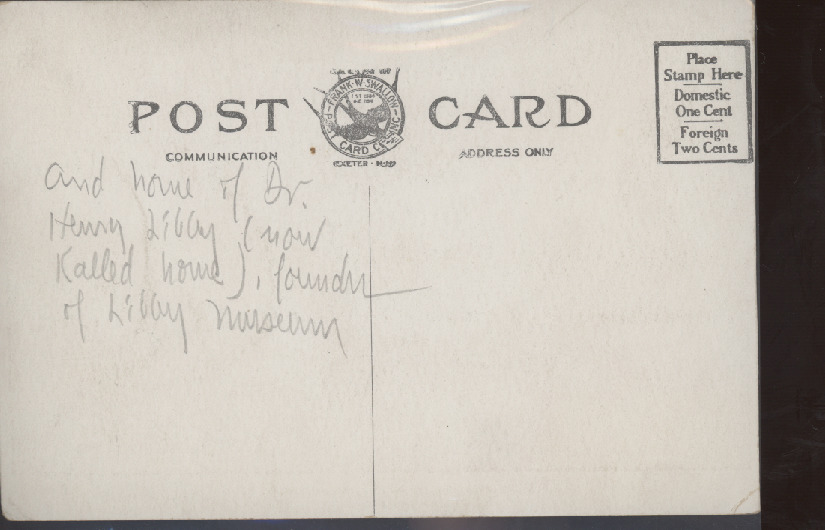 POST CARD
FRANK W. SWALLOW
POST CARD CO. INC.
EXETER - N.H.
COMMUNICATION
ADDRESS ONLY
Place
Stamp Here
Domestic
One Cent
Foreign
Two Cents
and home of Dr.
Henry Libby (now
Kalled home), founder
of Libby Museum